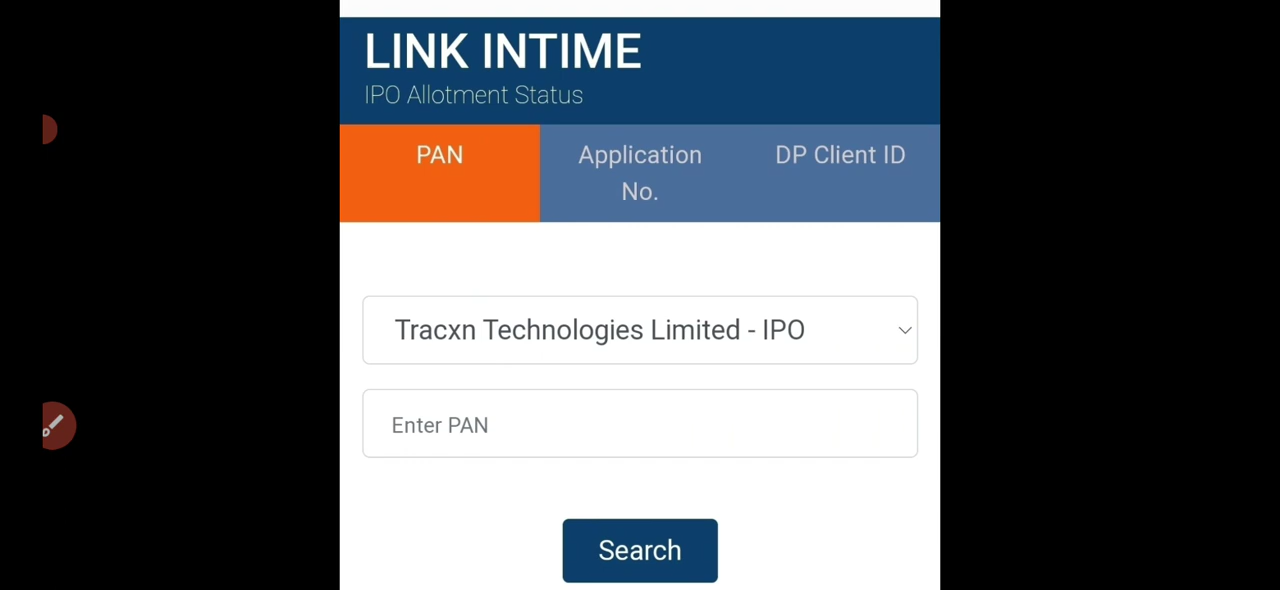 LINK INTIME
IPO Allotment Status
PAN
Application
No.
DP Client ID
Tracxn Technologies Limited - IPO
Enter PAN
Search